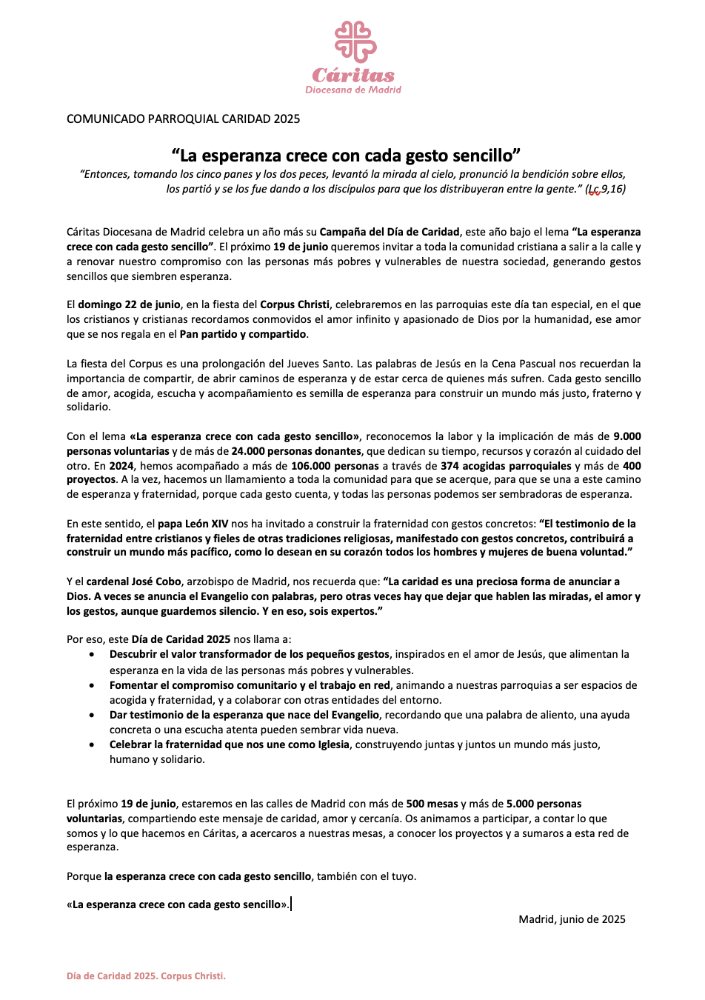 Cáritas
Diocesana de Madrid
COMUNICADO PARROQUIAL CARIDAD 2025
“La esperanza crece con cada gesto sencillo”
“Entonces, tomando los cinco panes y los dos peces, levantó la mirada al cielo, pronunció la bendición sobre ellos,
los partió y se los fue dando a los discípulos para que los distribuyeran entre la gente.” (Lc 9,16)
Cáritas Diocesana de Madrid celebra un año más su Campaña del Día de Caridad, este año bajo el lema “La esperanza
crece con cada gesto sencillo”. El próximo 19 de junio queremos invitar a toda la comunidad cristiana a salir a la calle y
a renovar nuestro compromiso con las personas más pobres y vulnerables de nuestra sociedad, generando gestos
sencillos que siembren esperanza.
El domingo 22 de junio, en la fiesta del Corpus Christi, celebraremos en las parroquias este día tan especial, en el que
los cristianos y cristianas recordamos conmovidos el amor infinito y apasionado de Dios por la humanidad, ese amor
que se nos regala en el Pan partido y compartido.
La fiesta del Corpus es una prolongación del Jueves Santo. Las palabras de Jesús en la Cena Pascual nos recuerdan la
importancia de compartir, de abrir caminos de esperanza y de estar cerca de quienes más sufren. Cada gesto sencillo
de amor, acogida, escucha y acompañamiento es semilla de esperanza para construir un mundo más justo, fraterno y
solidario.
Con el lema «La esperanza crece con cada gesto sencillo», reconocemos la labor y la implicación de más de 9.000
personas voluntarias y de más de 24.000 personas donantes, que dedican su tiempo, recursos y corazón al cuidado del
otro. En 2024, hemos acompañado a más de 106.000 personas a través de 374 acogidas parroquiales y más de 400
proyectos. A la vez, hacemos un llamamiento a toda la comunidad para que se acerque, para que se una a este camino
de esperanza y fraternidad, porque cada gesto cuenta, y todas las personas podemos ser sembradoras de esperanza.
En este sentido, el papa León XIV nos ha invitado a construir la fraternidad con gestos concretos: “El testimonio de la
fraternidad entre cristianos y fieles de otras tradiciones religiosas, manifestado con gestos concretos, contribuirá a
construir un mundo más pacífico, como lo desean en su corazón todos los hombres y mujeres de buena voluntad.”
Y el cardenal José Cobo, arzobispo de Madrid, nos recuerda que: “La caridad es una preciosa forma de anunciar a
Dios. A veces se anuncia el Evangelio con palabras, pero otras veces hay que dejar que hablen las miradas, el amor y
los gestos, aunque guardemos silencio. Y en eso, sois expertos.”
Por eso, este Día de Caridad 2025 nos llama a:
• Descubrir el valor transformador de los pequeños gestos, inspirados en el amor de Jesús, que alimentan la
esperanza en la vida de las personas más pobres y vulnerables.
• Fomentar el compromiso comunitario y el trabajo en red, animando a nuestras parroquias a ser espacios de
acogida y fraternidad, y a colaborar con otras entidades del entorno.
• Dar testimonio de la esperanza que nace del Evangelio, recordando que una palabra de aliento, una ayuda
concreta o una escucha atenta pueden sembrar vida nueva.
• Celebrar la fraternidad que nos une como Iglesia, construyendo juntas y juntos un mundo más justo,
humano y solidario.
El próximo 19 de junio, estaremos en las calles de Madrid con más de 500 mesas y más de 5.000 personas
voluntarias, compartiendo este mensaje de caridad, amor y cercanía. Os animamos a participar, a contar lo que
somos y lo que hacemos en Cáritas, a acercaros a nuestras mesas, a conocer los proyectos y a sumaros a esta red de
esperanza.
Porque la esperanza crece con cada gesto sencillo, también con el tuyo.
«La esperanza crece con cada gesto sencillo».
Madrid, junio de 2025
Día de Caridad 2025. Corpus Christi.